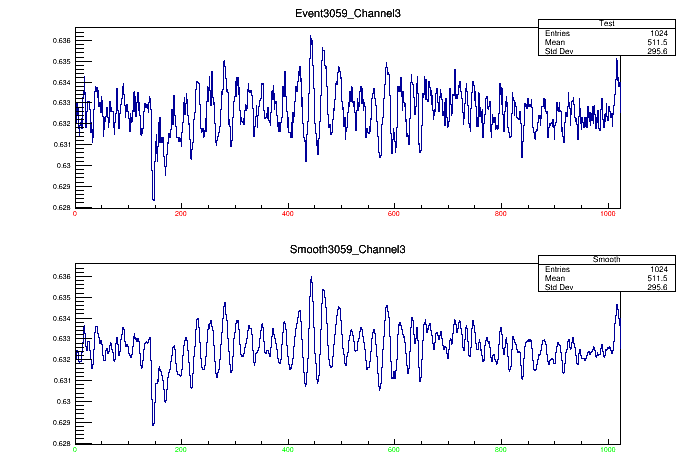 Event3059_Channel3
Test
Entries 1024
Mean 511.5
Std Dev 295.6
0.636
0.635
0.634
0.633
0.632
0.631
0.63
0.629
0.628
0 200 400 600 800 1000
Smooth3059_Channel3
Smooth
Entries 1024
Mean 511.5
Std Dev 295.6
0.636
0.635
0.634
0.633
0.632
0.631
0.63
0.629
0.628
0 200 400 600 800 1000